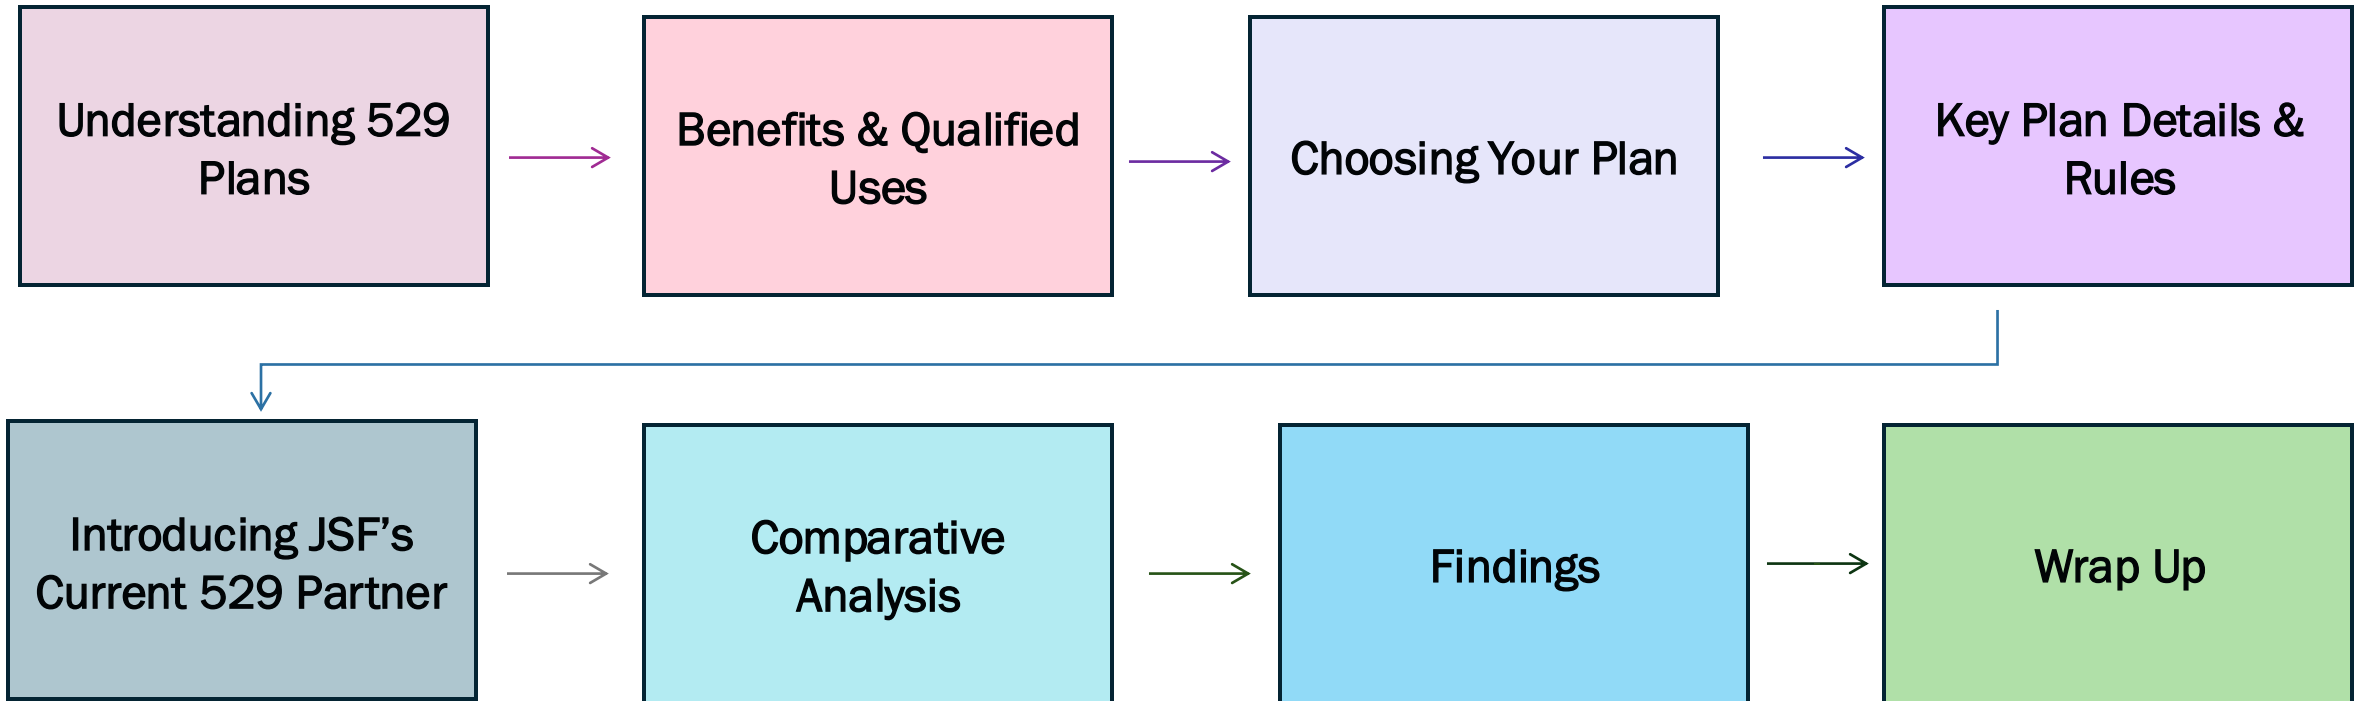 Understanding 529
Plans
Benefits & Qualified
Uses
Choosing Your Plan
Key Plan Details &
Rules
Introducing JSF’s
Current 529 Partner
Comparative
Analysis
Findings
Wrap Up